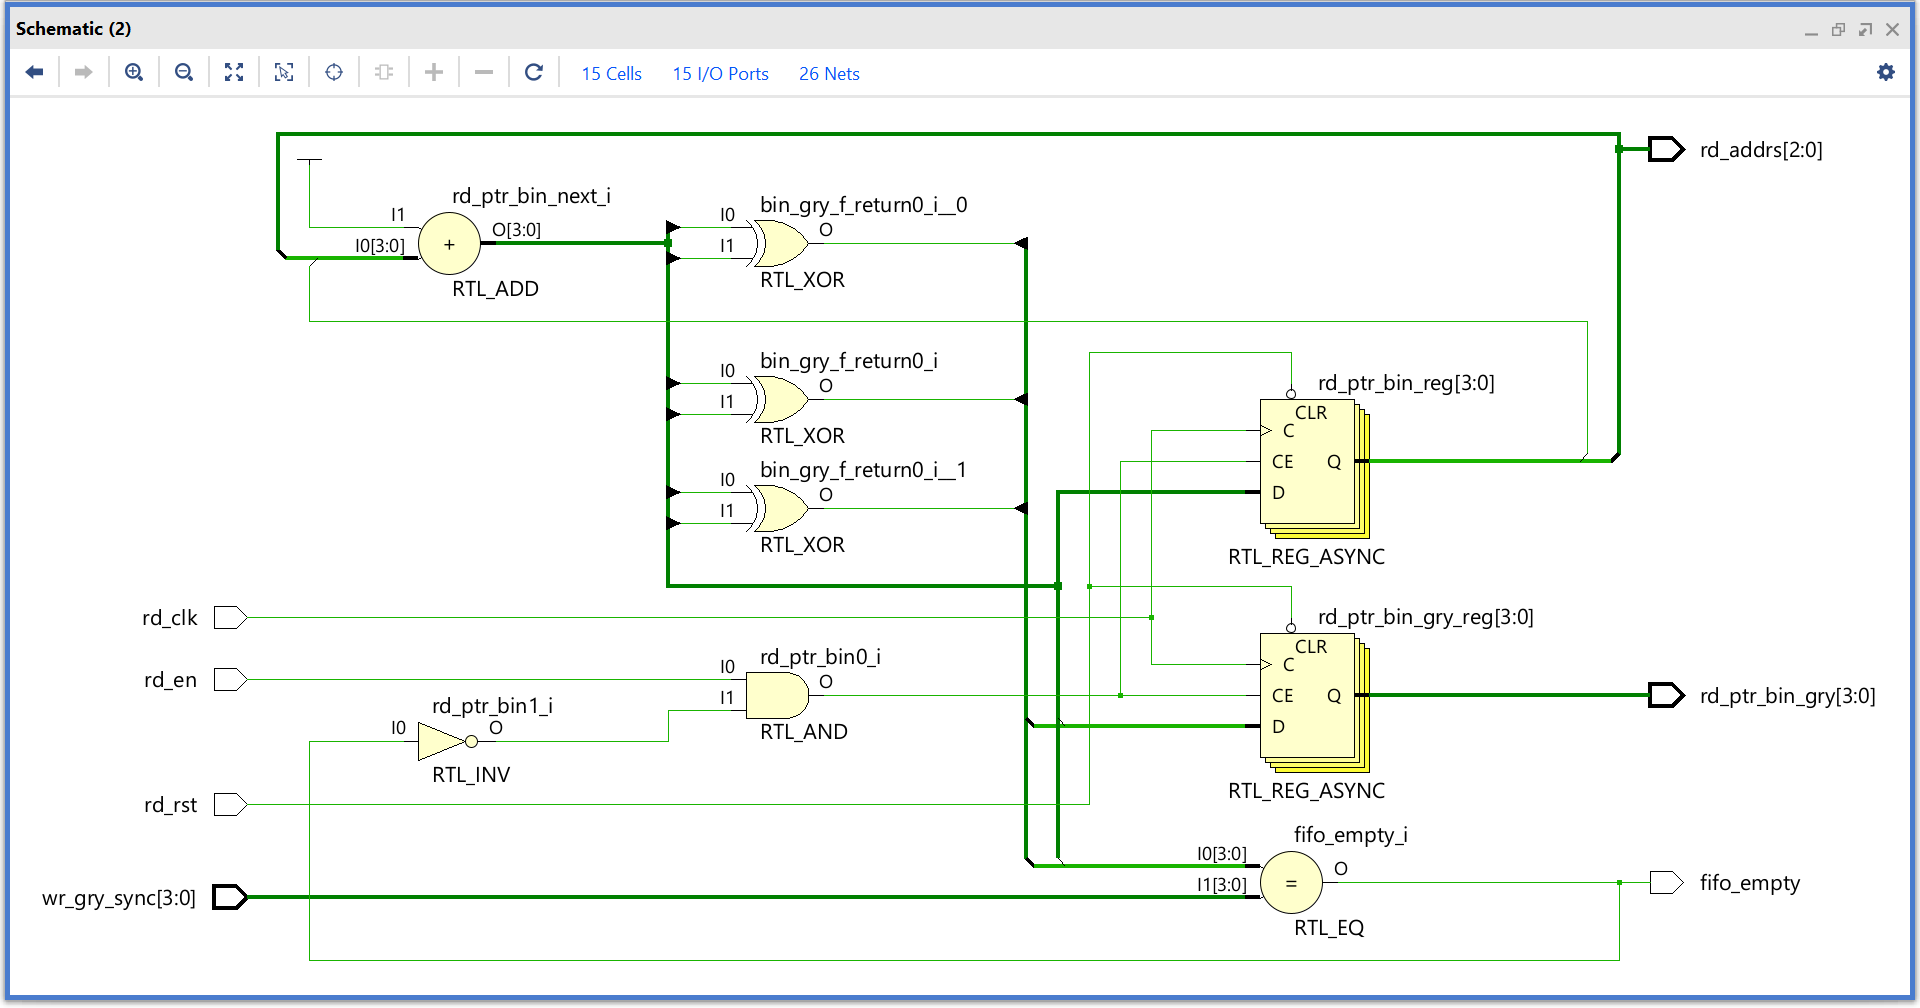 Schematic (2)
15 Cells 15 I/O Ports 26 Nets
rd_addrs[2:0]
rd_ptr_bin_next_i
I1
I0[3:0]
+
O[3:0]
RTL_ADD
bin_gry_f_return0_i__0
I0
I1
O
RTL_XOR
bin_gry_f_return0_i
I0
I1
O
RTL_XOR
bin_gry_f_return0_i__1
I0
I1
O
RTL_XOR
rd_ptr_bin_reg[3:0]
CLR
C
CE
Q
D
RTL_REG_ASYNC
rd_clk
rd_en
rd_ptr_bin0_i
I0
I1
O
RTL_AND
rd_ptr_bin1_i
I0
O
RTL_INV
rd_ptr_bin_gry_reg[3:0]
CLR
C
CE
Q
D
RTL_REG_ASYNC
rd_ptr_bin_gry[3:0]
rd_rst
wr_gry_sync[3:0]
fifo_empty_i
I0[3:0]
I1[3:0]
=
O
RTL_EQ
fifo_empty